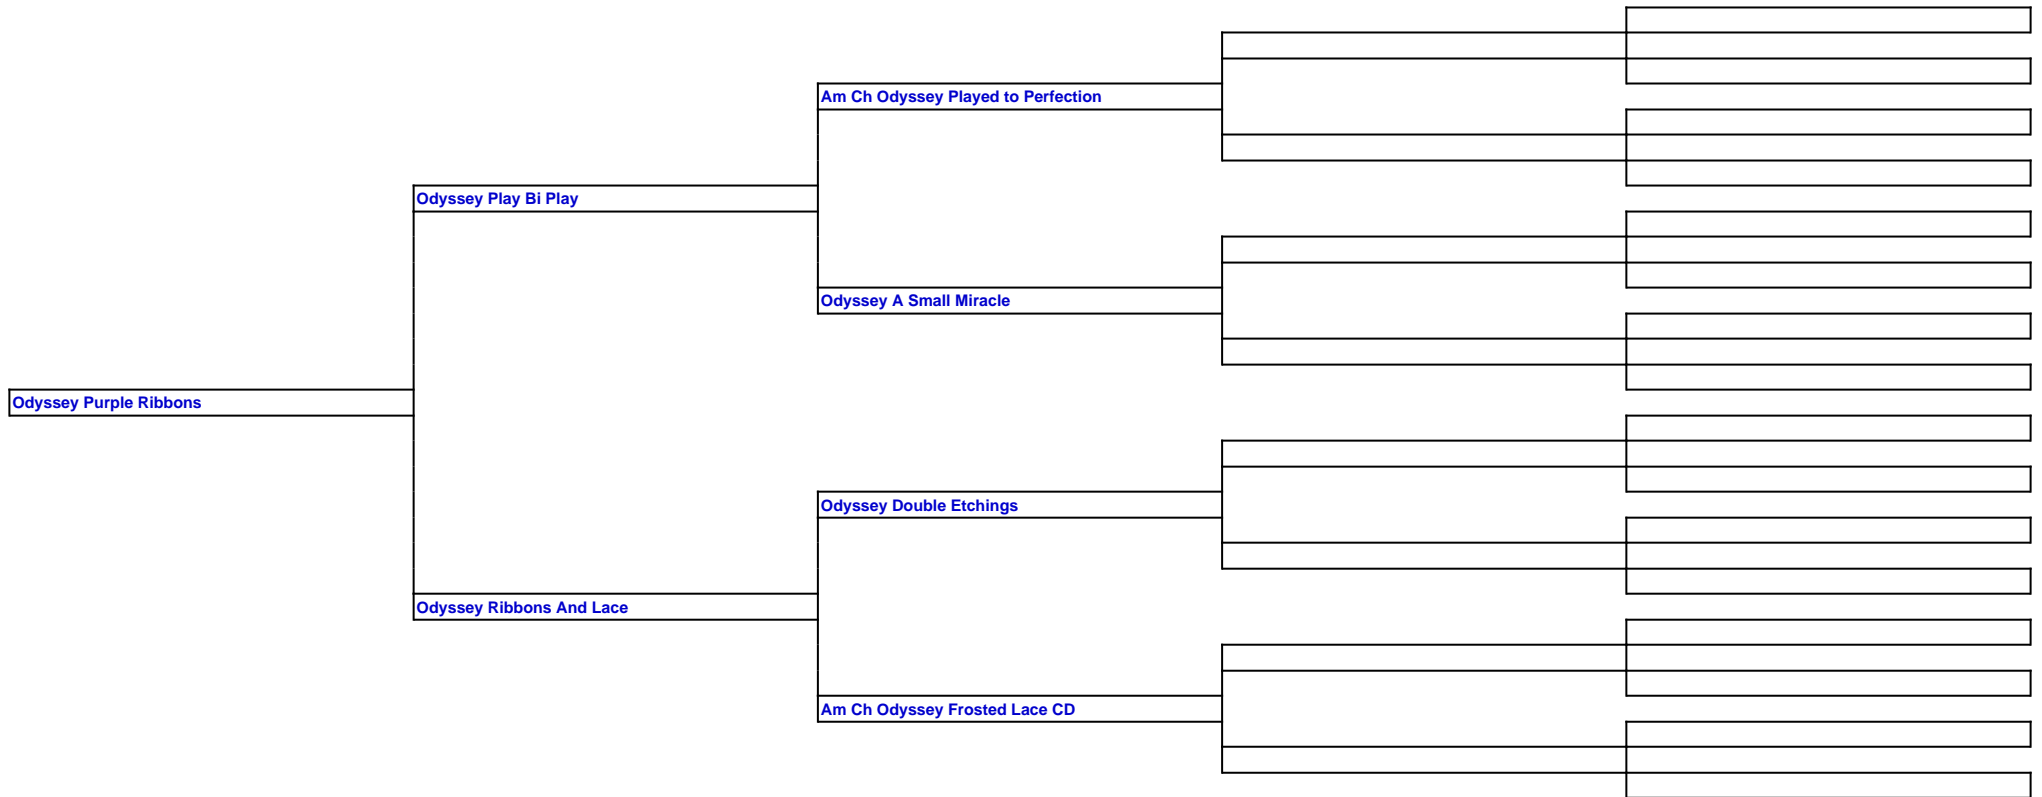 Am Ch Odyssey Played to Perfection
Odyssey Play Bi Play
Odyssey A Small Miracle
Odyssey Purple Ribbons
Odyssey Double Etchings
Odyssey Ribbons And Lace
Am Ch Odyssey Frosted Lace CD